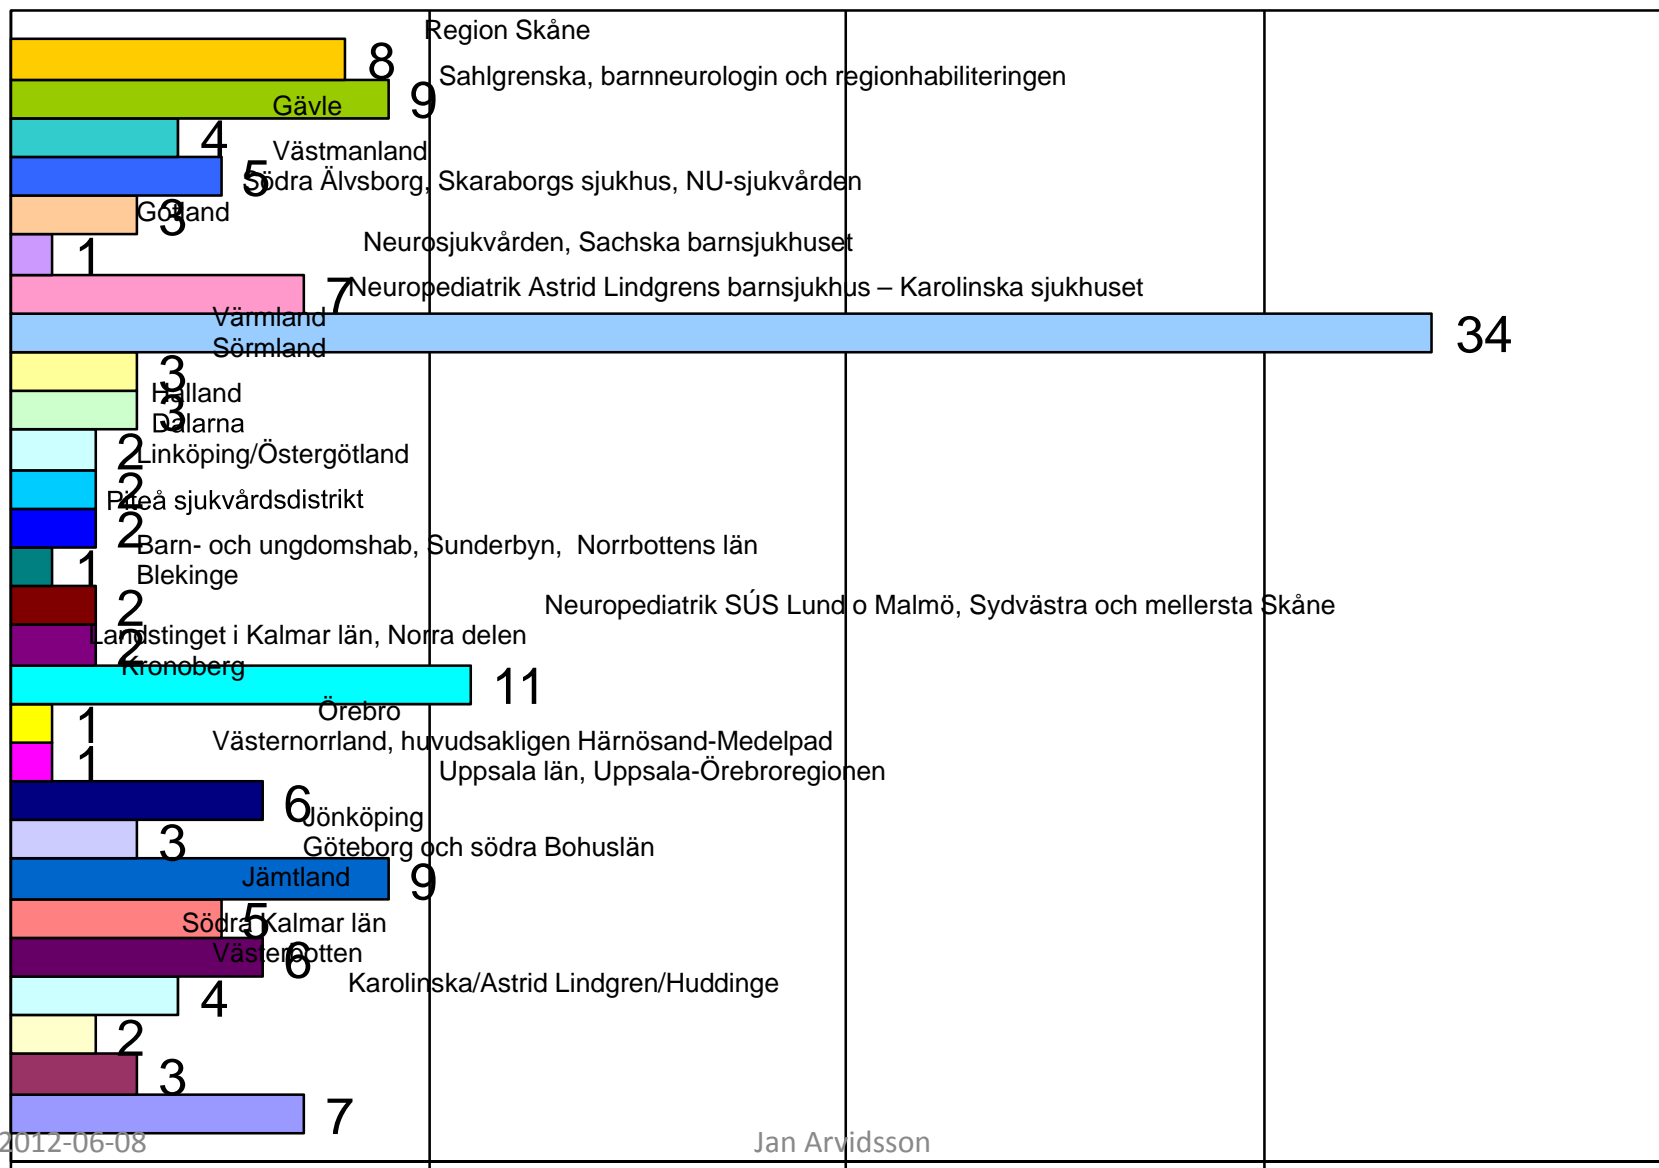 Region Skåne
8
Sahlgrenska, barnneurologin och regionhabiliteringen
9
Gävle
4
Västmanland
5
Södra Älvsborg, Skaraborgs sjukhus, NU-sjukvården
Gotland
3
Neurosjukvården, Sachska barnsjukhuset
1
Neuropediatrik Astrid Lindgrens barnsjukhus – Karolinska sjukhuset
7
Värmland
34
Sörmland
3
Halland
3
Dalarna
2
Linköping/Östergötland
2
Piteå sjukvårdsdistrikt
2
Barn- och ungdomshab, Sunderbyn, Norrbottens län
1
Blekinge
2
Neuropediatrik SÚS Lund o Malmö, Sydvästra och mellersta Skåne
Landstinget i Kalmar län, Norra delen
2
Kronoberg
11
Örebro
1
Västernorrland, huvudsakligen Härnösand-Medelpad
1
Uppsala län, Uppsala-Örebroregionen
6
Jönköping
3
Göteborg och södra Bohuslän
Jämtland
9
Södra Kalmar län
5
Västerbotten
6
Karolinska/Astrid Lindgren/Huddinge
4
2
3
7
2012-06-08
Jan Arvidsson